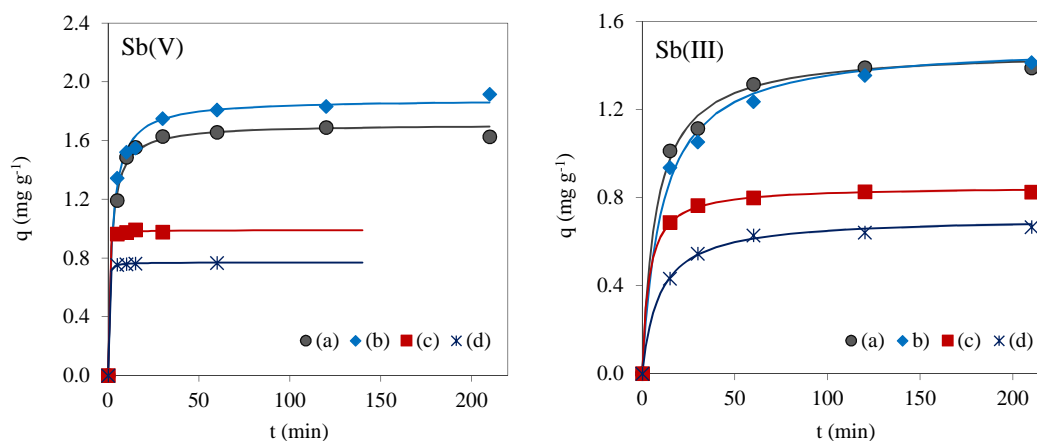 Sb(V)
q (mg g⁻¹)
2.4
2.0
1.6
1.2
0.8
0.4
0.0
0 50 100 150 200
t (min)
(a) (b) (c) (d)
Sb(III)
q (mg g⁻¹)
1.6
1.2
0.8
0.4
0.0
0 50 100 150 200
t (min)
(a) b) (c) (d)